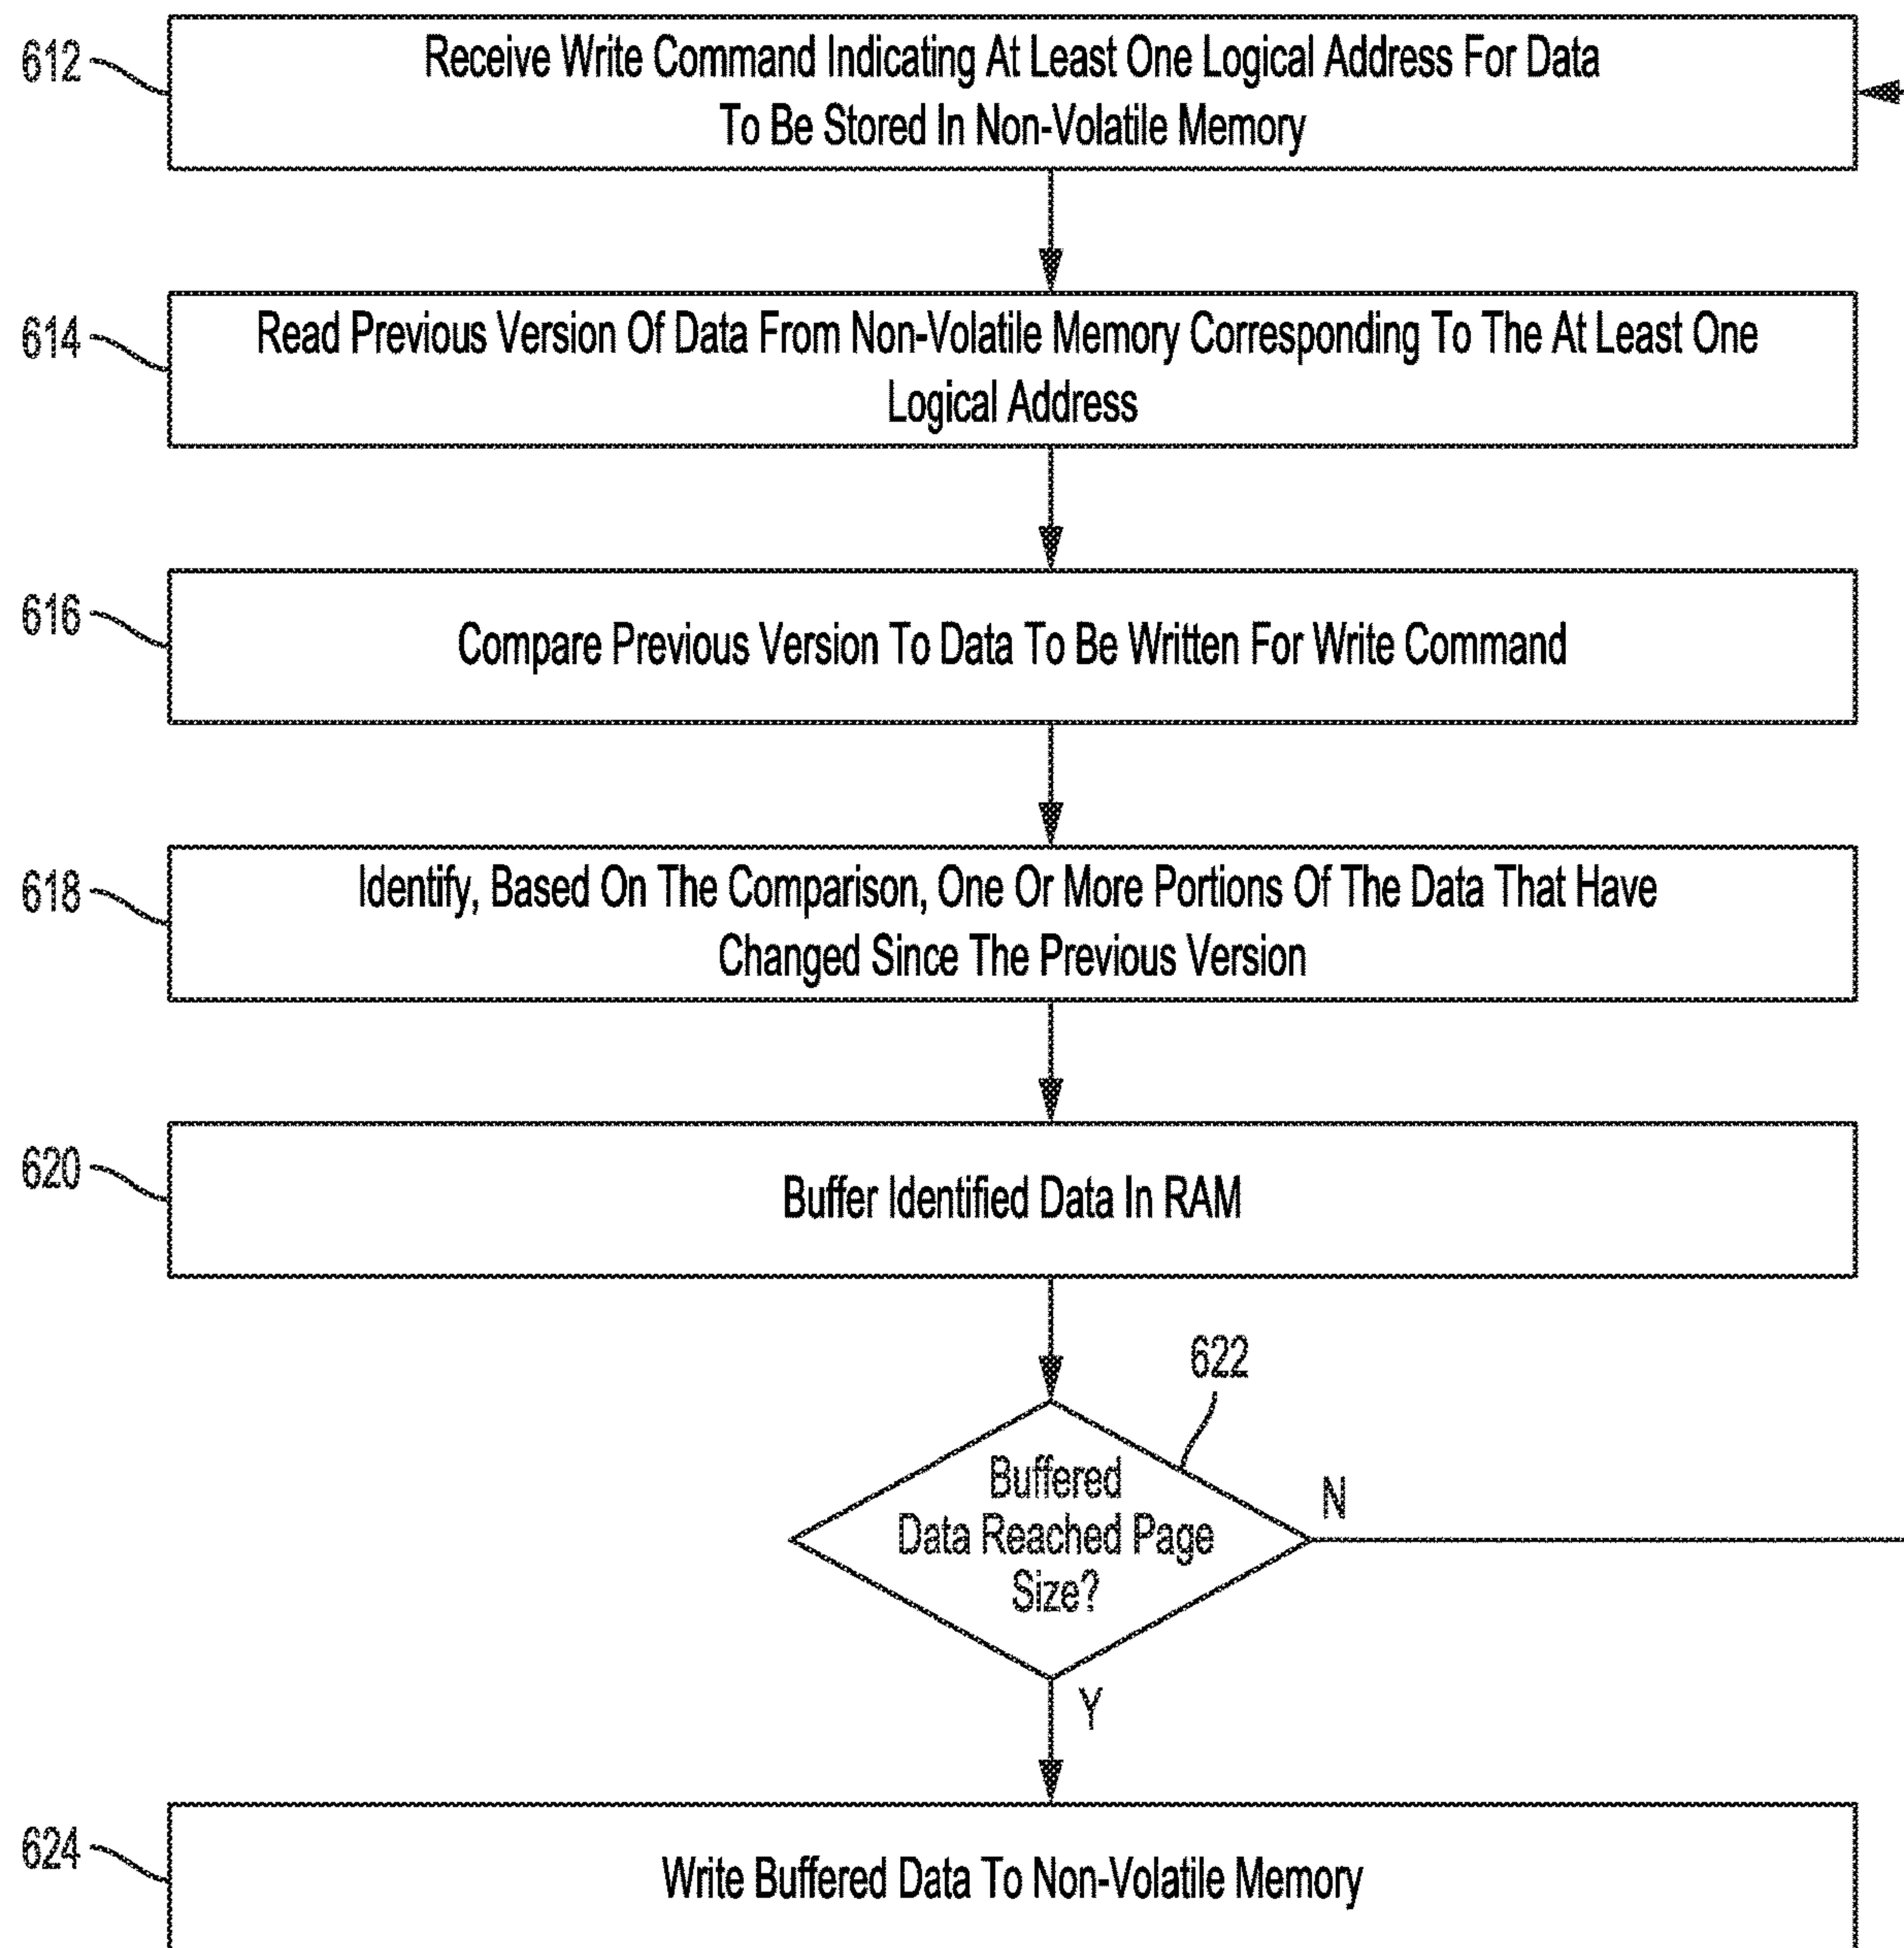 612
Receive Write Command Indicating At Least One Logical Address For Data
To Be Stored In Non-Volatile Memory
614
Read Previous Version Of Data From Non-Volatile Memory Corresponding To The At Least One
Logical Address
616
Compare Previous Version To Data To Be Written For Write Command
618
Identify, Based On The Comparison, One Or More Portions Of The Data That Have
Changed Since The Previous Version
620
Buffer Identified Data In RAM
622
Buffered
Data Reached Page
Size?
N
Y
624
Write Buffered Data To Non-Volatile Memory